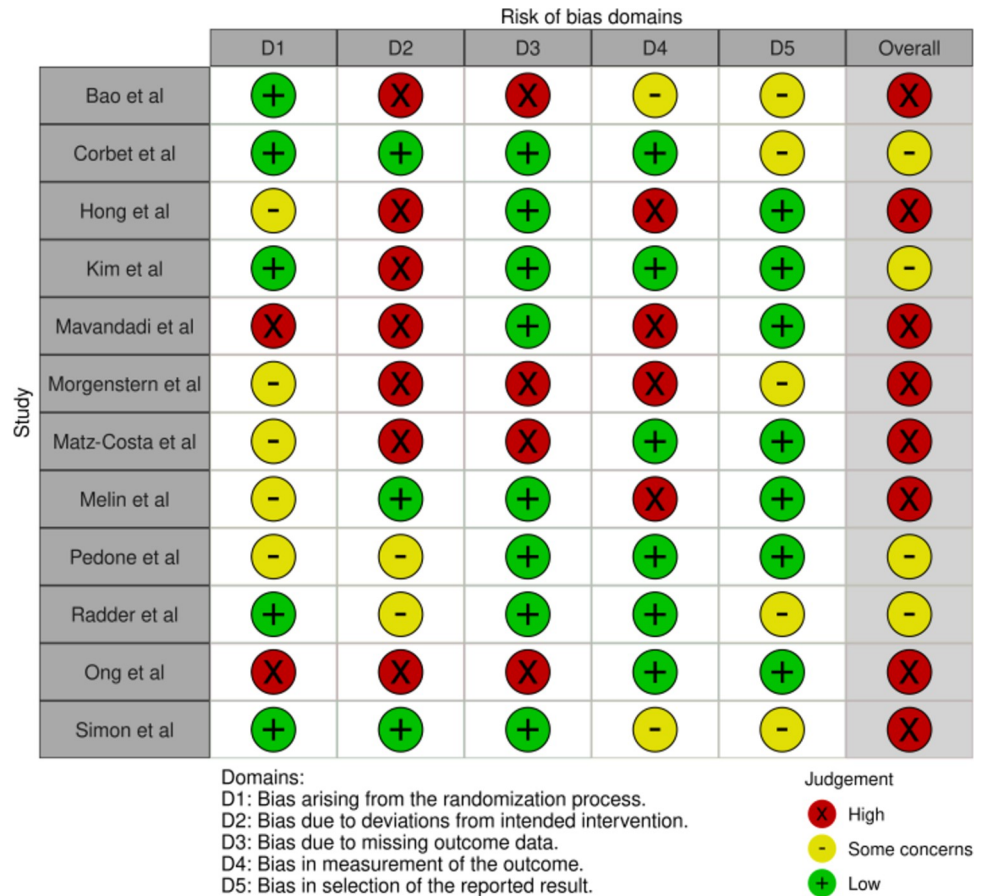 Risk of bias domains
D1 D2 D3 D4 D5 Overall
Study
Bao et al + X X - - X
Corbet et al + + + + - -
Hong et al - X + X + X
Kim et al + X + + + -
Mavandadi et al X X + X + X
Morgenstern et al - X X X - X
Matz-Costa et al - X X + + X
Melin et al - + + X + X
Pedone et al - - + + + -
Radder et al + - + + - -
Ong et al X X X + + X
Simon et al + + + - - X
Domains:
D1: Bias arising from the randomization process.
D2: Bias due to deviations from intended intervention.
D3: Bias due to missing outcome data.
D4: Bias in measurement of the outcome.
D5: Bias in selection of the reported result.
Judgement
X High
- Some concerns
+ Low